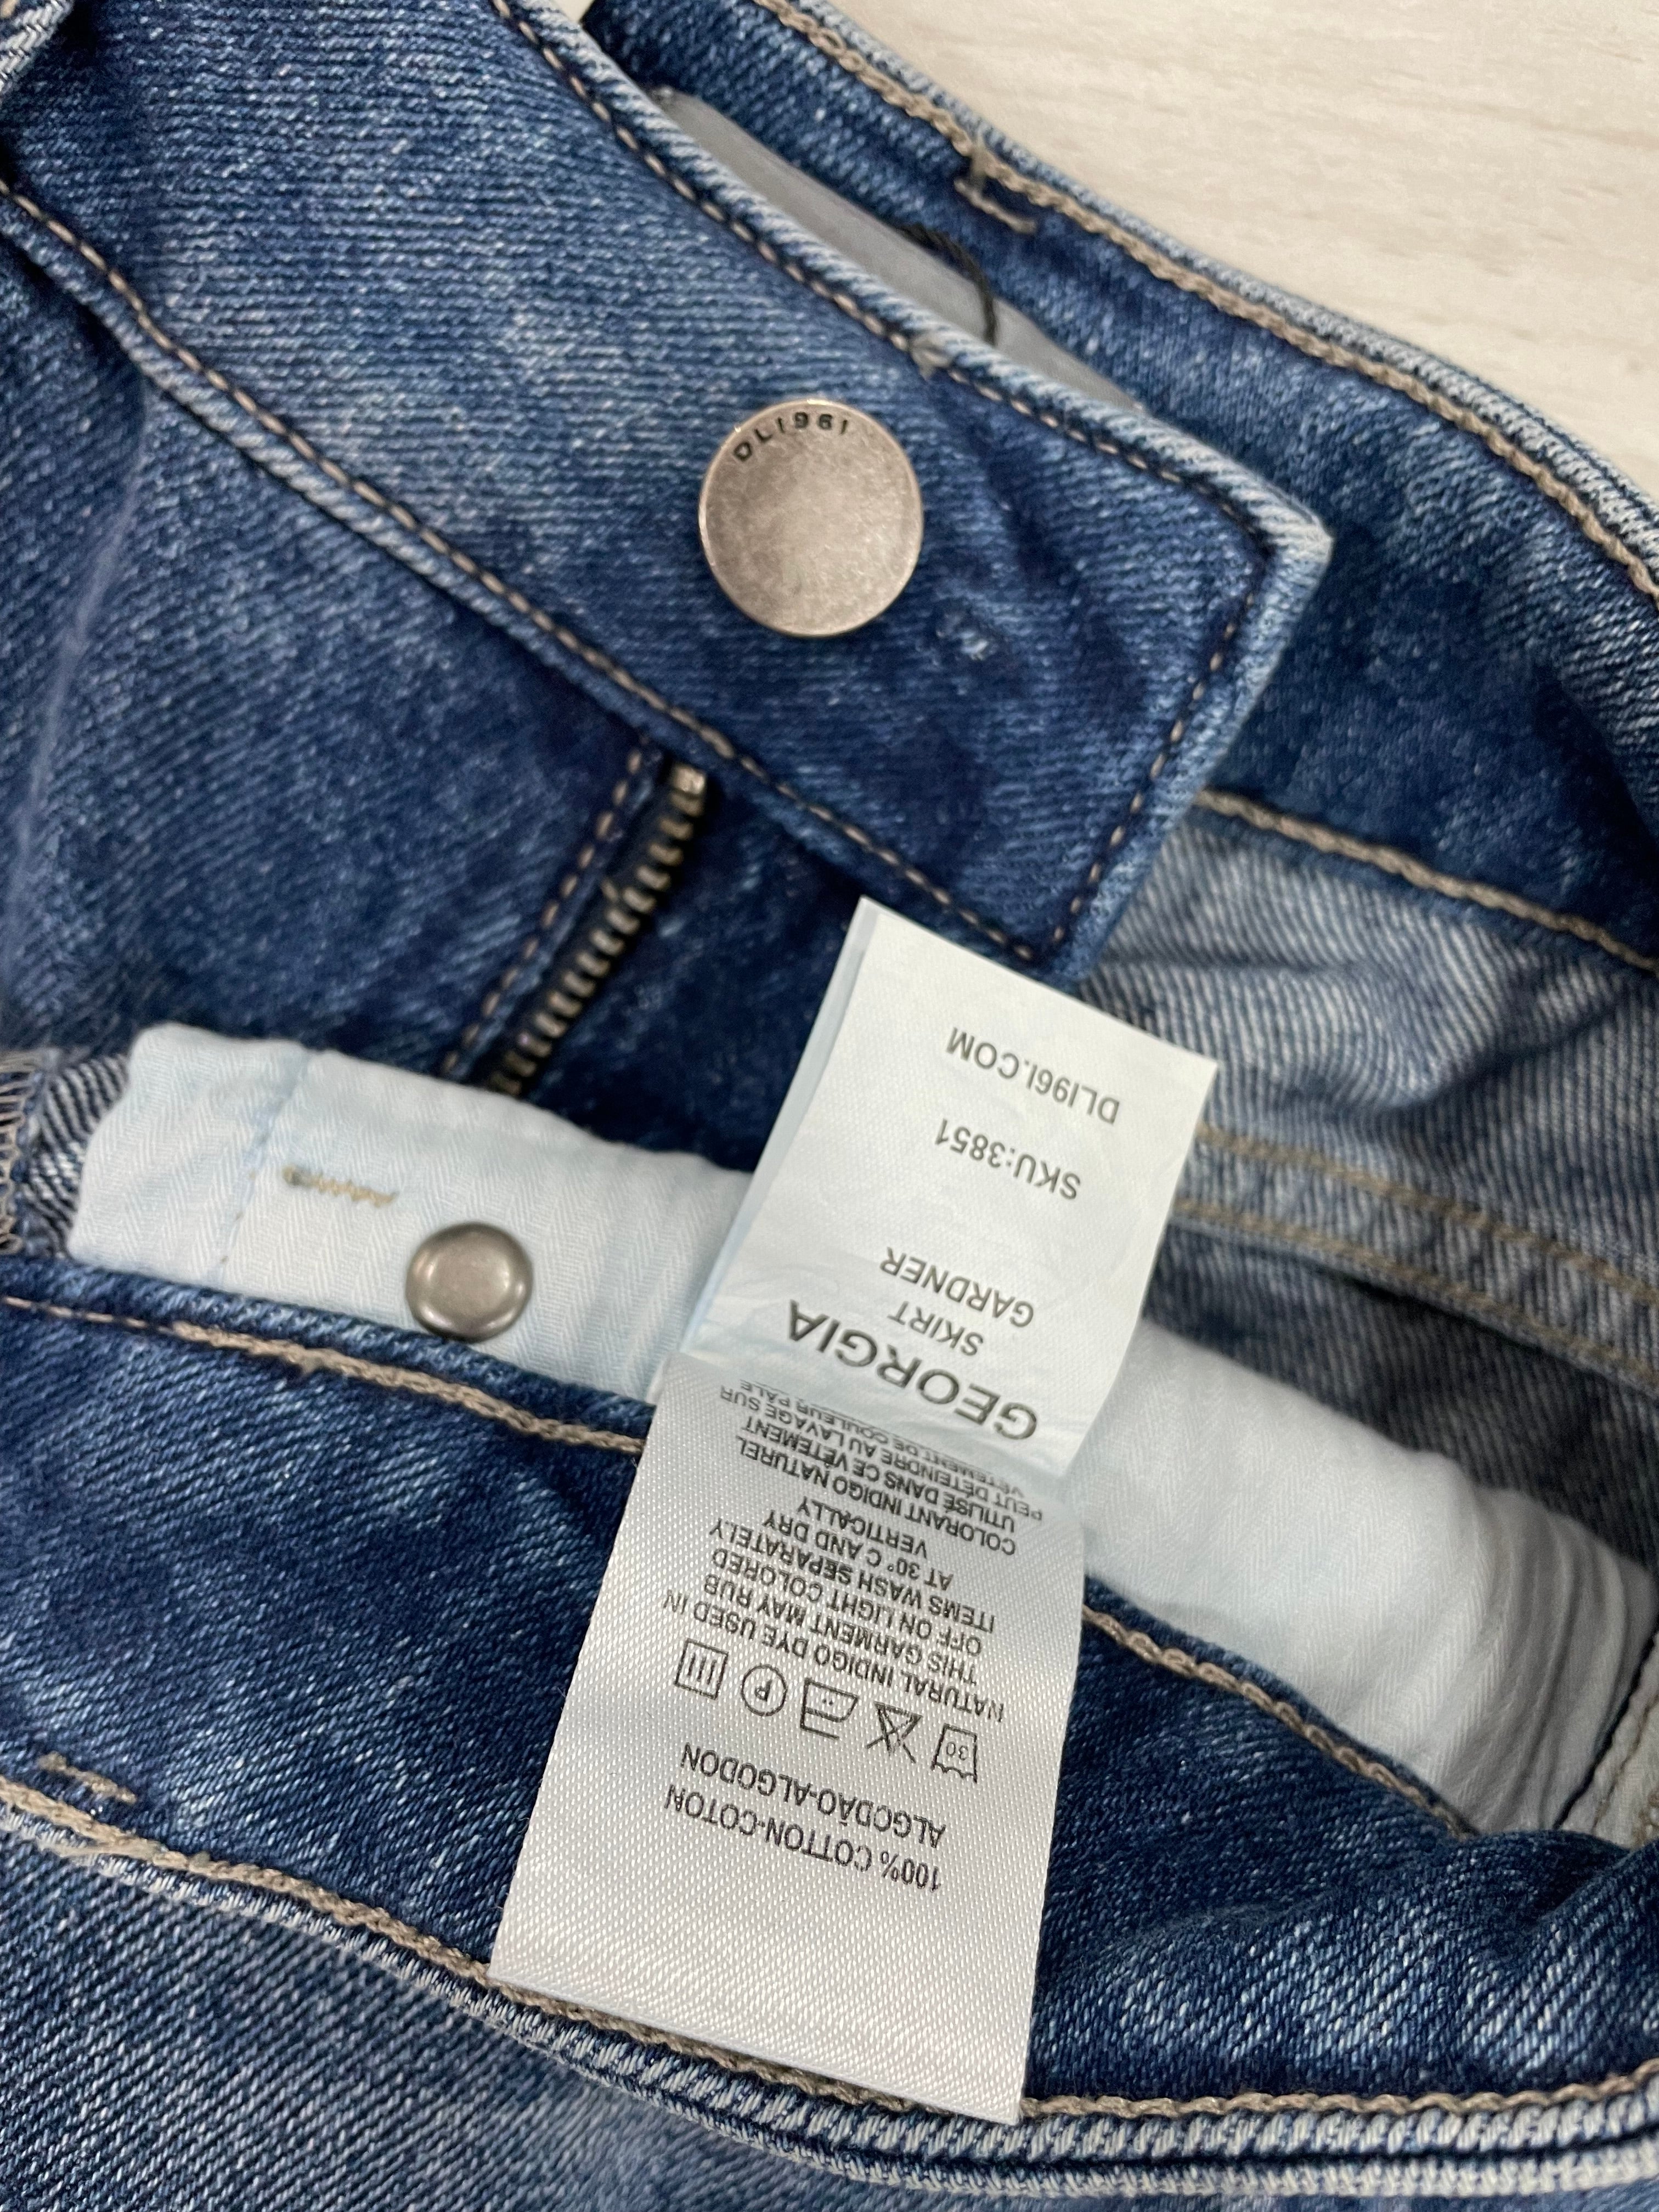 DL1961
DL1961.COM
SKU:3851
GARDNER
SKIRT
GEORGIA
100% COTTON-COTON
ALGODÃO-ALGODON
30
P
NATURAL INDIGO DYE USED IN
THIS GARMENT MAY RUB
OFF ON LIGHT COLORED
ITEMS WASH SEPARATELY
AT 30° C AND DRY
VERTICALLY
COLORANT INDIGO NATUREL
UTILISÉ DANS CE VÊTEMENT
PEUT DÉTEINDRE AU LAVAGE SUR
VÊTEMENT DE COULEUR PÂLE